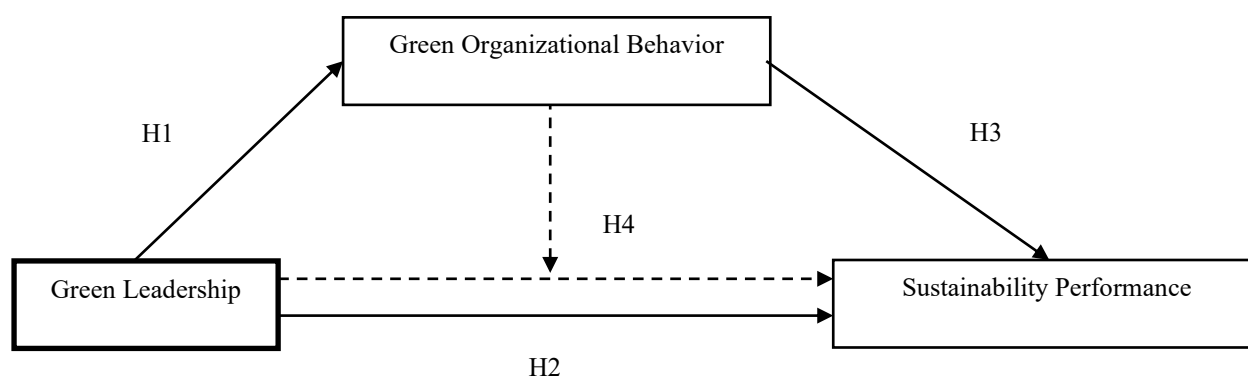 Green Organizational Behavior
H1
H3
H4
Green Leadership
Sustainability Performance
H2